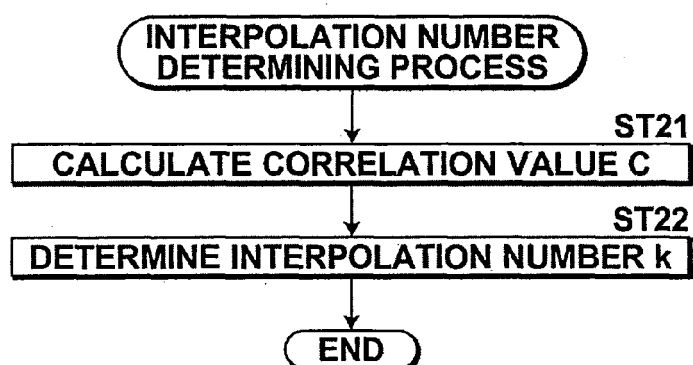 INTERPOLATION NUMBER
DETERMINING PROCESS
ST21
CALCULATE CORRELATION VALUE C
ST22
DETERMINE INTERPOLATION NUMBER k
END